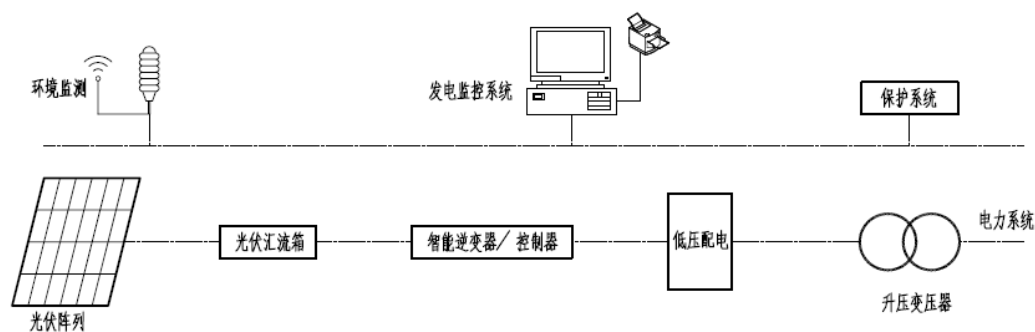 环境监测
发电监控系统
保护系统
光伏汇流箱
智能逆变器/控制器
低压配电
电力系统
升压变压器
光伏阵列